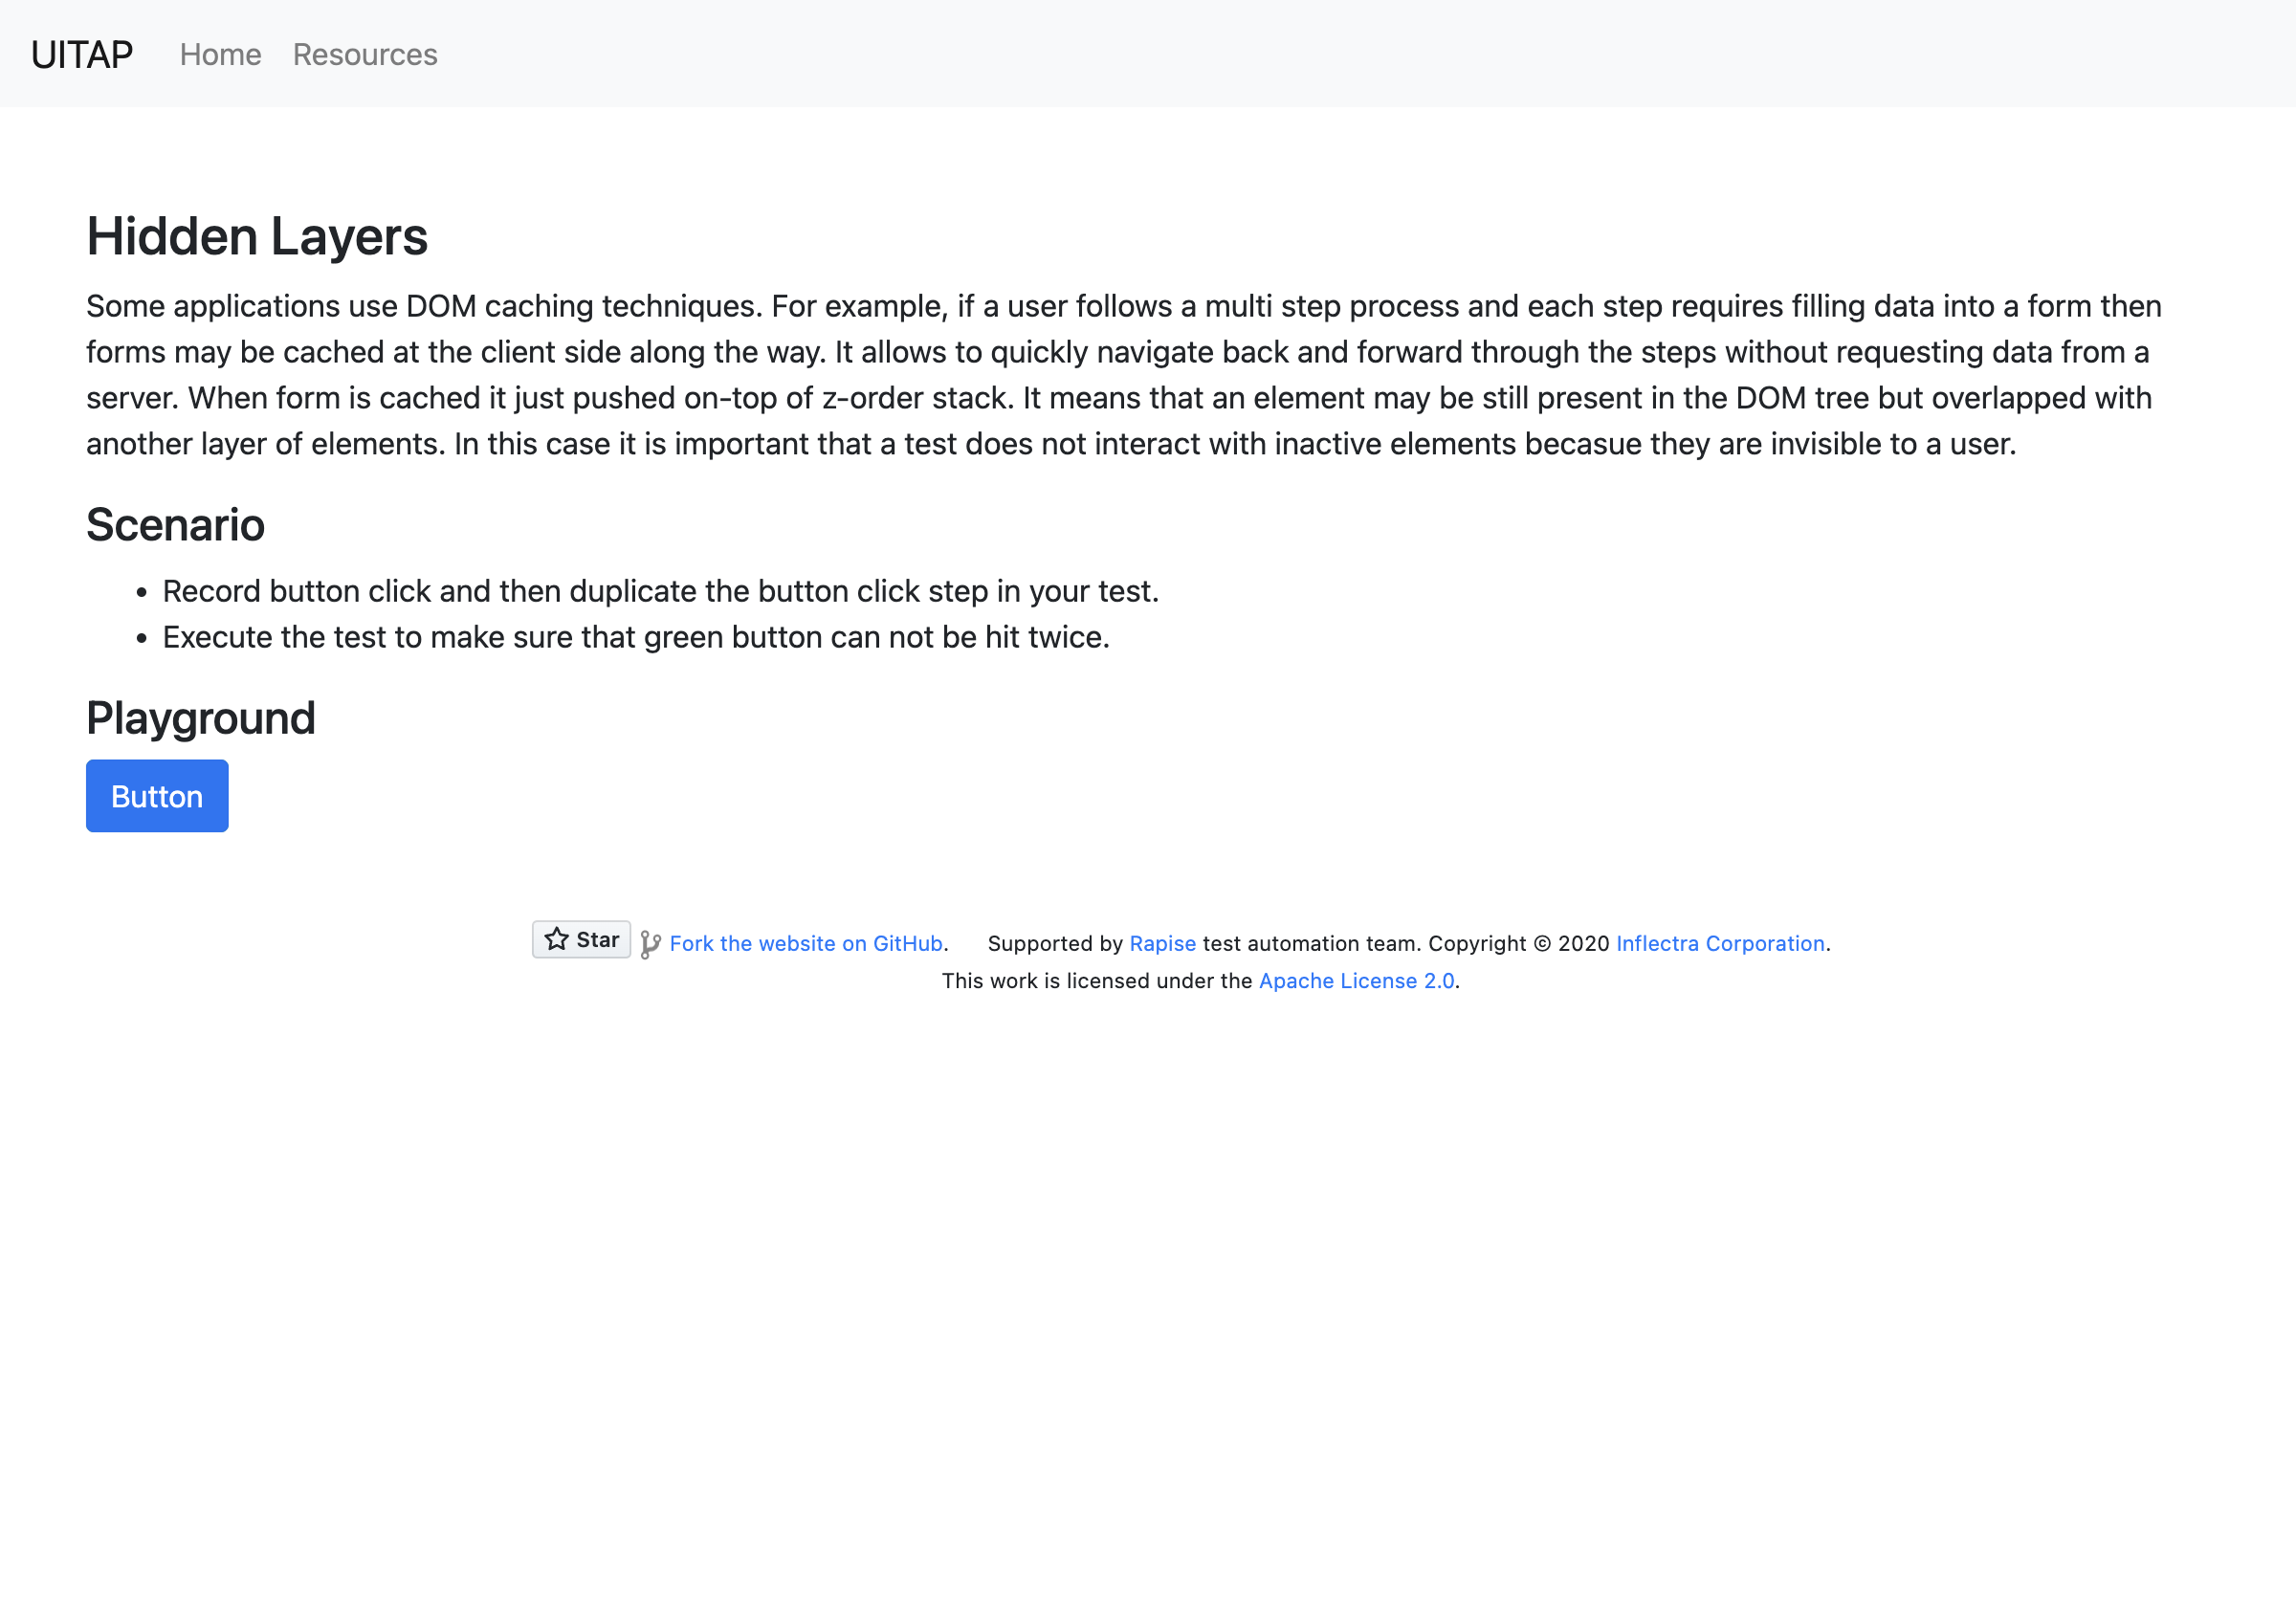 UITAP Home Resources
Hidden Layers
Some applications use DOM caching techniques. For example, if a user follows a multi step process and each step requires filling data into a form then
forms may be cached at the client side along the way. It allows to quickly navigate back and forward through the steps without requesting data from a
server. When form is cached it just pushed on-top of z-order stack. It means that an element may be still present in the DOM tree but overlapped with
another layer of elements. In this case it is important that a test does not interact with inactive elements becasue they are invisible to a user.
Scenario
• Record button click and then duplicate the button click step in your test.
• Execute the test to make sure that green button can not be hit twice.
Playground
Button
Star Fork the website on GitHub. Supported by Rapise test automation team. Copyright © 2020 Inflectra Corporation.
This work is licensed under the Apache License 2.0.